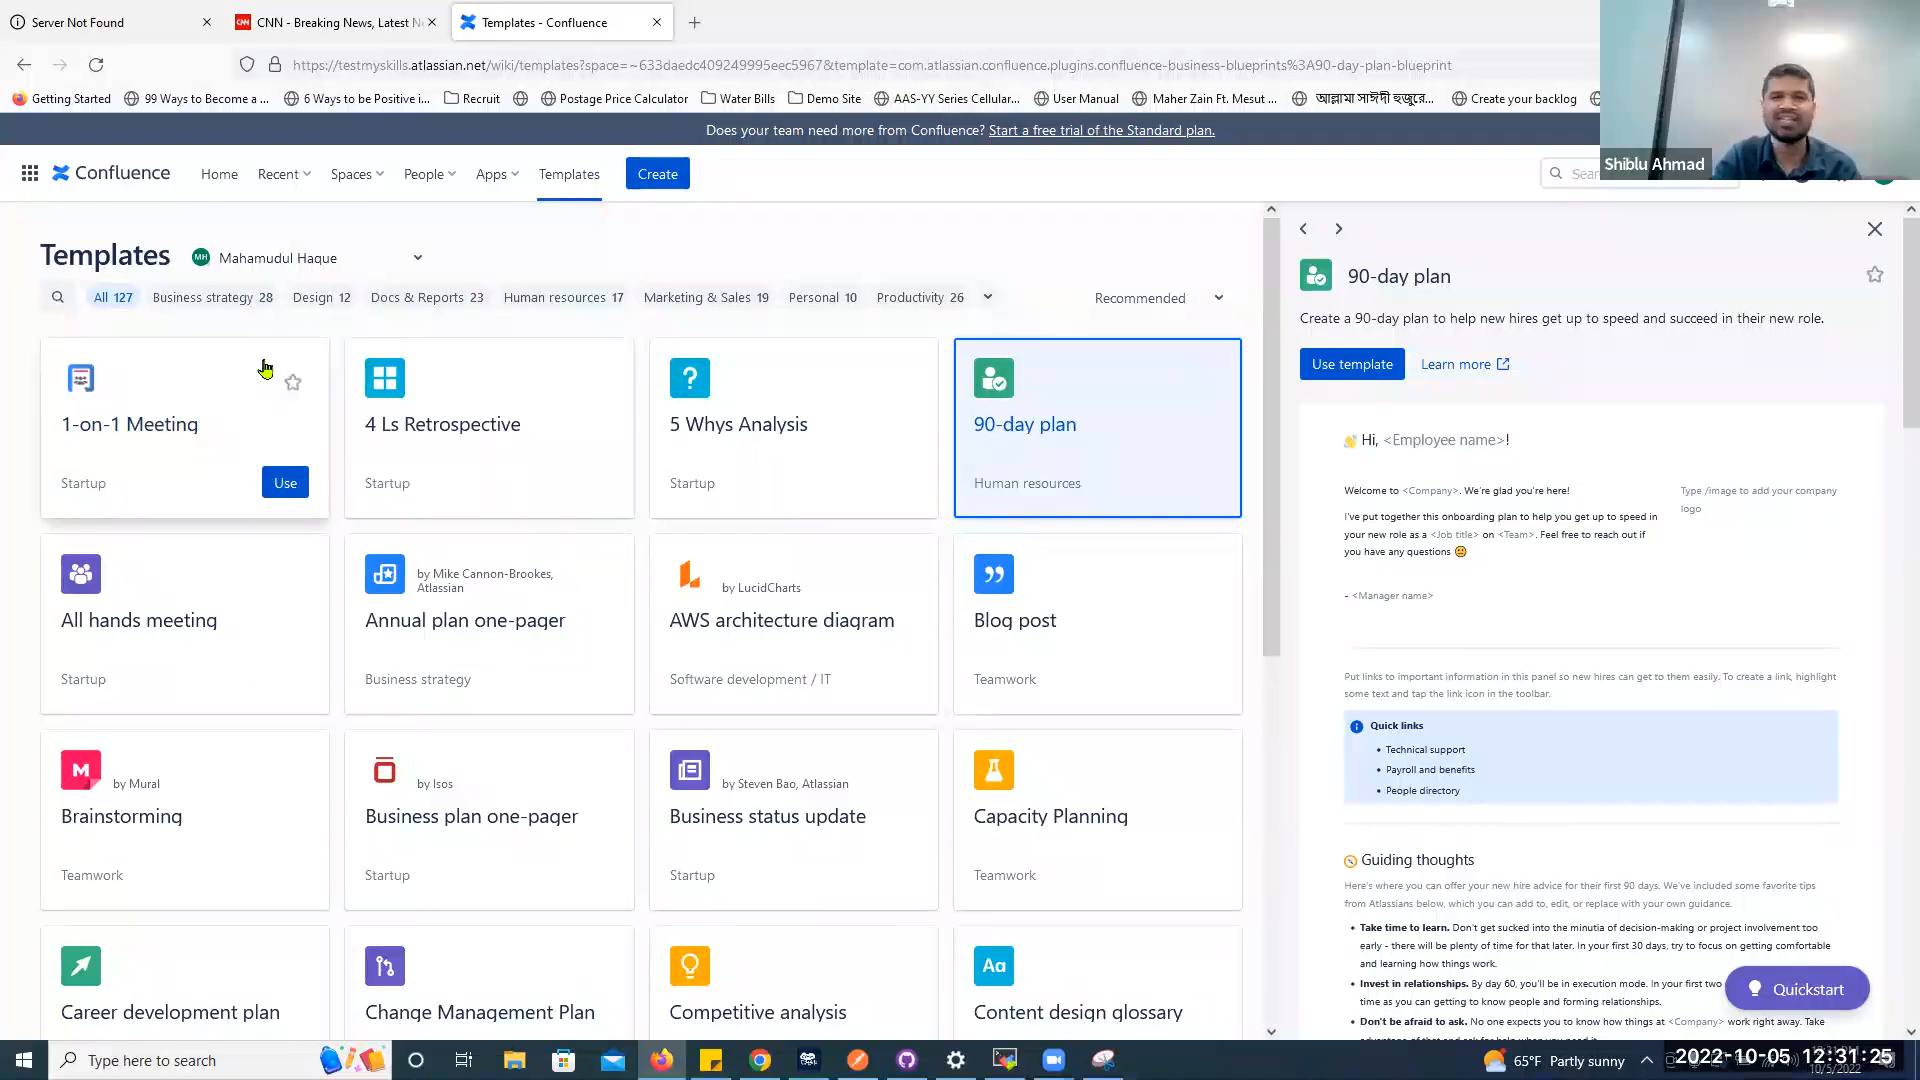 Server Not Found
CNN - Breaking News, Latest N
Templates - Confluence
https://testmyskills.atlassian.net/wiki/templates?space=~633daedc409249995eec5967&template=com.atlassian.confluence.plugins.confluence-business-blueprints%3A90-day-plan-blueprint
Getting Started
99 Ways to Become a ...
6 Ways to be Positive i...
Recruit
Postage Price Calculator
Water Bills
Demo Site
AAS-YY Series Cellular...
User Manual
Maher Zain Ft. Mesut ...
আল্লামা সাঈদী হুজুরে...
Create your backlog
Does your team need more from Confluence? Start a free trial of the Standard plan.
Shiblu Ahmad
Confluence
Home
Recent
Spaces
People
Apps
Templates
Create
Templates
MH
Mahamudul Haque
All 127
Business strategy 28
Design 12
Docs & Reports 23
Human resources 17
Marketing & Sales 19
Personal 10
Productivity 26
Recommended
1-on-1 Meeting
Startup
Use
4 Ls Retrospective
Startup
5 Whys Analysis
Startup
90-day plan
Human resources
All hands meeting
Startup
by Mike Cannon-Brookes,
Atlassian
Annual plan one-pager
Business strategy
by LucidCharts
AWS architecture diagram
Software development / IT
Blog post
Teamwork
by Mural
Brainstorming
Teamwork
by Isos
Business plan one-pager
Startup
by Steven Bao, Atlassian
Business status update
Startup
Capacity Planning
Teamwork
Career development plan
Change Management Plan
Competitive analysis
Aa
Content design glossary
90-day plan
Create a 90-day plan to help new hires get up to speed and succeed in their new role.
Use template
Learn more
Hi, <Employee name>!
Welcome to <Company>. We're glad you're here!
Type /image to add your company
logo
I've put together this onboarding plan to help you get up to speed in
your new role as a <Job title> on <Team>. Feel free to reach out if
you have any questions
- <Manager name>
Put links to important information in this panel so new hires can get to them easily. To create a link, highlight
some text and tap the link icon in the toolbar.
Quick links
• Technical support
• Payroll and benefits
• People directory
Guiding thoughts
Here's where you can offer your new hire advice for their first 90 days. We've included some favorite tips
from Atlassians below, which you can add to, edit, or replace with your own guidance.
• Take time to learn. Don't get sucked into the minutia of decision-making or project involvement too
early - there will be plenty of time for that later. In your first 30 days, try to focus on getting comfortable
and learning how things work.
• Invest in relationships. By day 60, you'll be in execution mode. In your first two
time as you can getting to know people and forming relationships.
• Don't be afraid to ask. No one expects you to know how things at <Company> work right away. Take
Quickstart
Type here to search
65°F Partly sunny
2022-10-05 12:31:25
10/5/2022